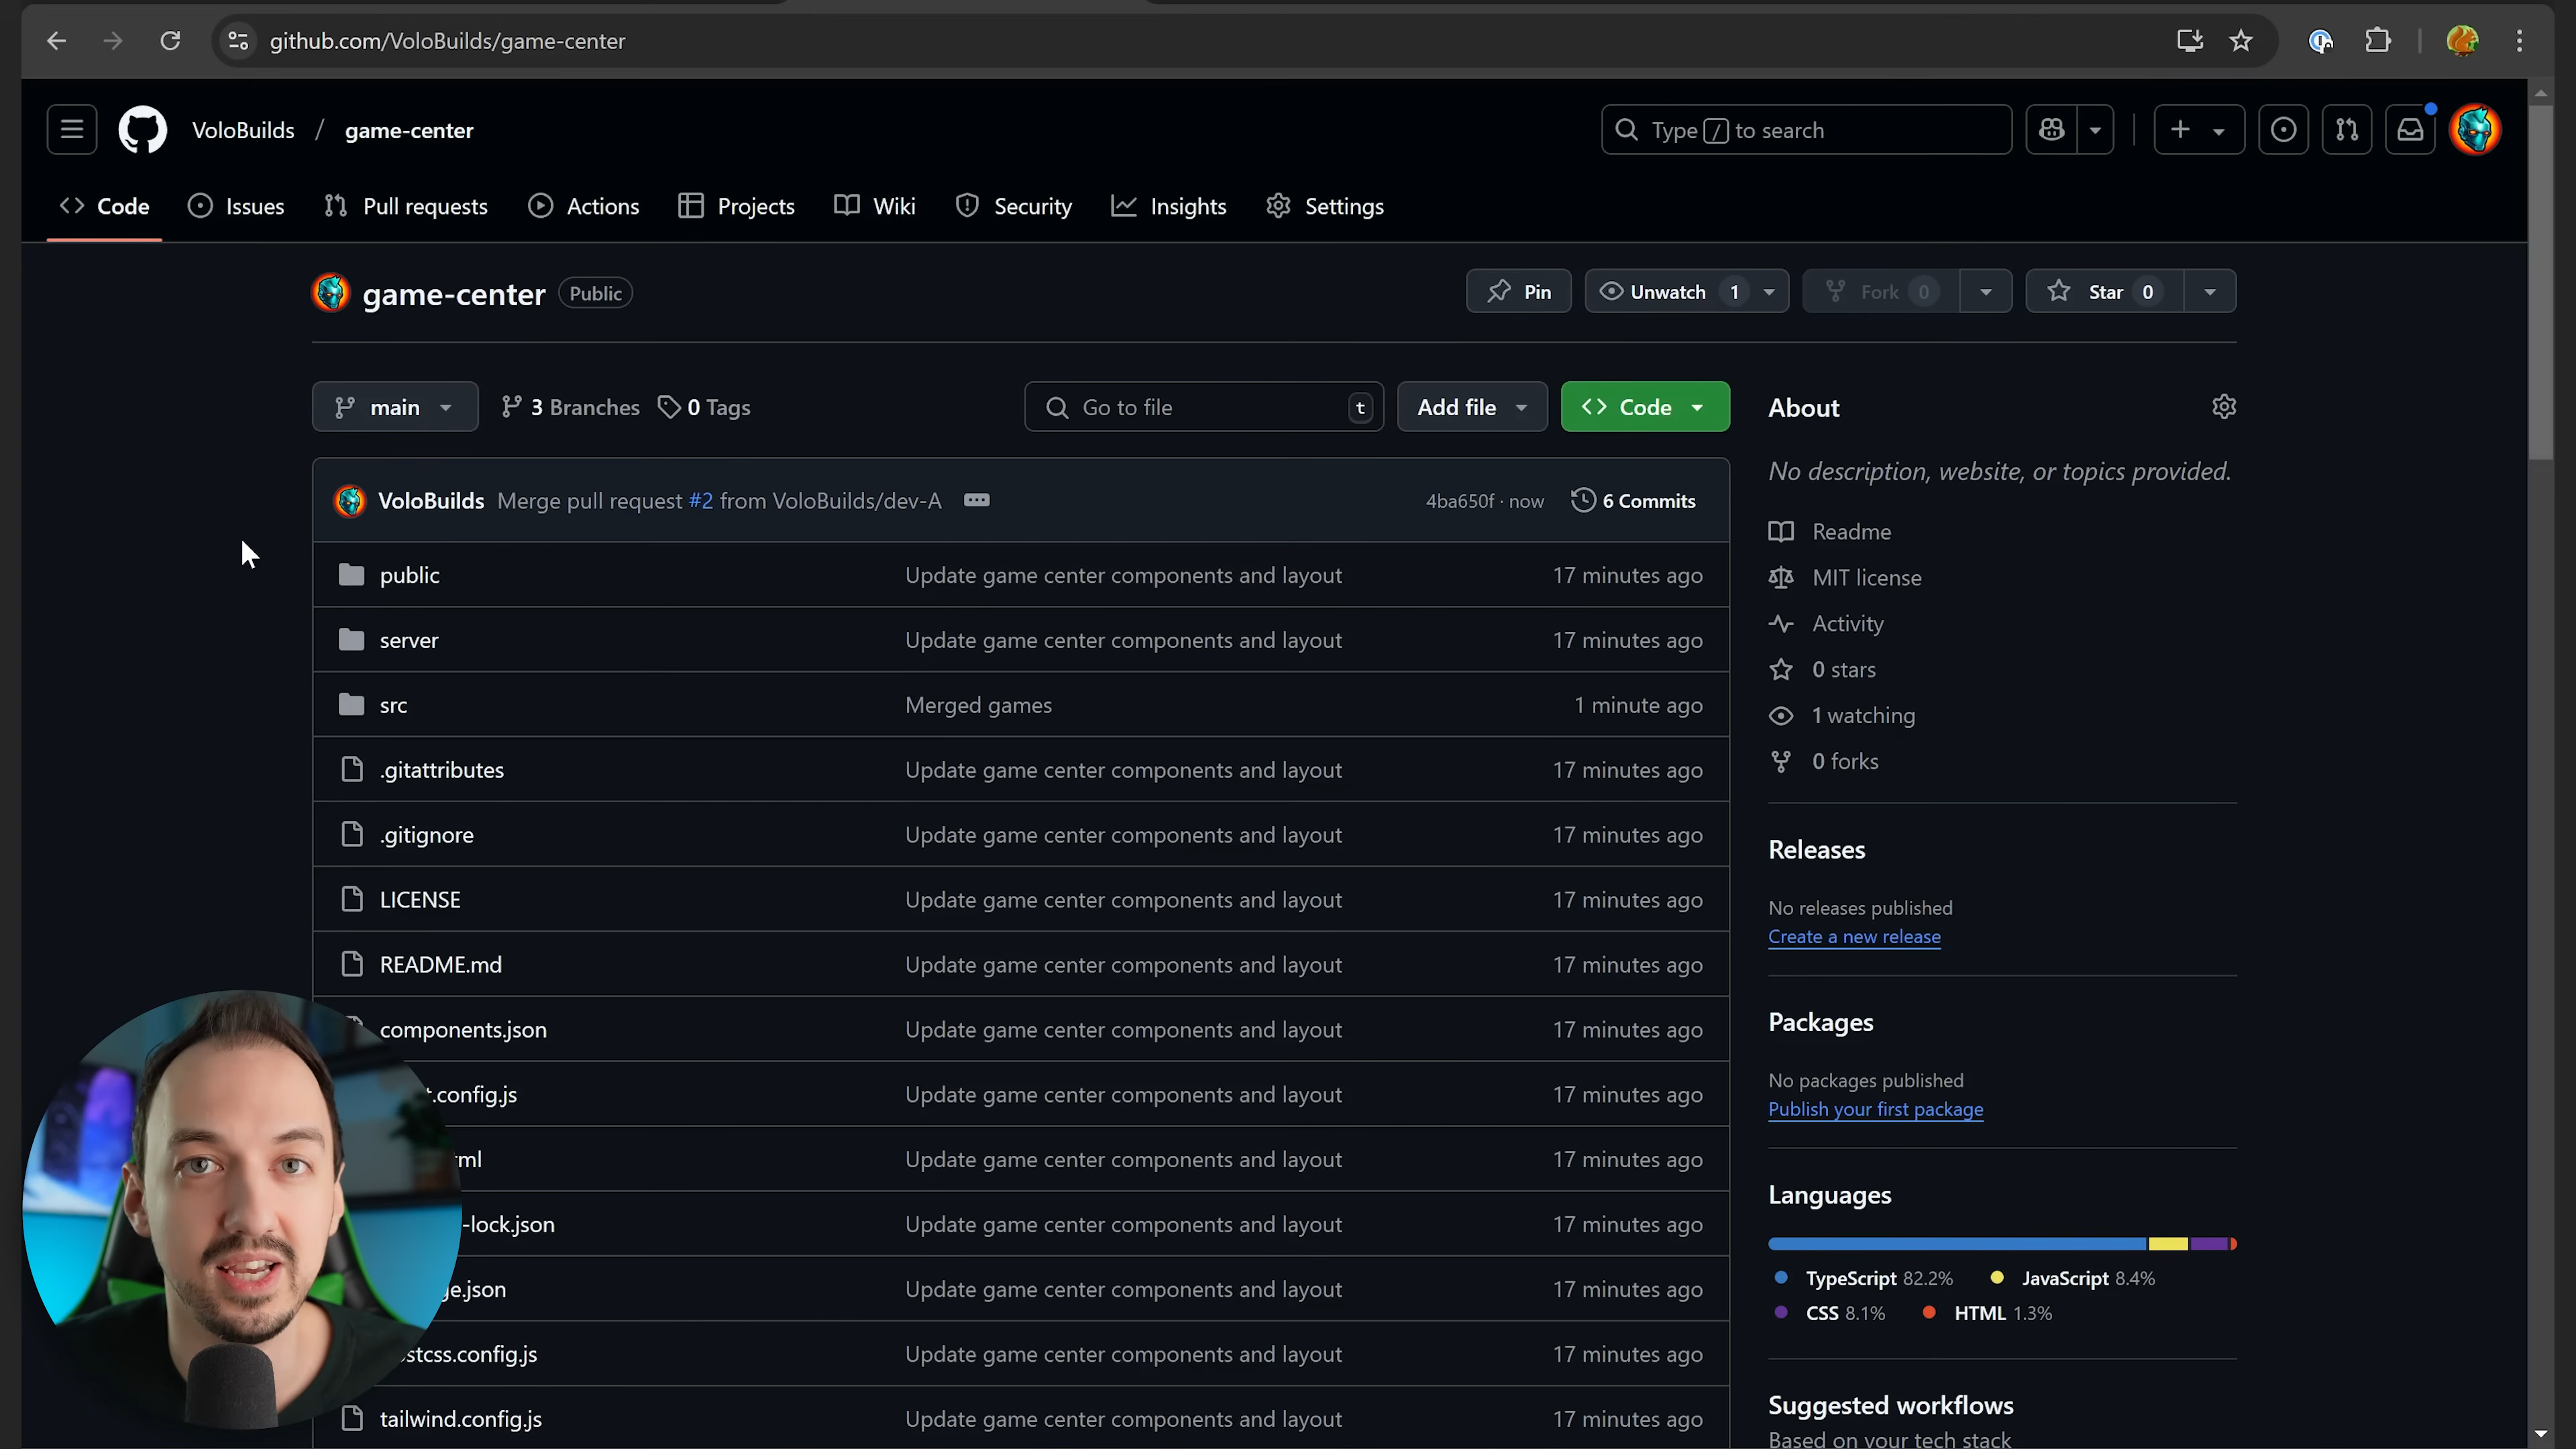 github.com/VoloBuilds/game-center
VoloBuilds / game-center
Type / to search
Code Issues Pull requests Actions Projects Wiki Security Insights Settings
game-center Public
Pin Unwatch 1 Fork 0 Star 0
main 3 Branches 0 Tags Go to file t Add file Code
VoloBuilds Merge pull request #2 from VoloBuilds/dev-A 4ba650f · now 6 Commits
public Update game center components and layout 17 minutes ago
server Update game center components and layout 17 minutes ago
src Merged games 1 minute ago
.gitattributes Update game center components and layout 17 minutes ago
.gitignore Update game center components and layout 17 minutes ago
LICENSE Update game center components and layout 17 minutes ago
README.md Update game center components and layout 17 minutes ago
components.json Update game center components and layout 17 minutes ago
t.config.js Update game center components and layout 17 minutes ago
ml Update game center components and layout 17 minutes ago
-lock.json Update game center components and layout 17 minutes ago
ge.json Update game center components and layout 17 minutes ago
stcss.config.js Update game center components and layout 17 minutes ago
tailwind.config.js Update game center components and layout 17 minutes ago
About
No description, website, or topics provided.
Readme
MIT license
Activity
0 stars
1 watching
0 forks
Releases
No releases published
Create a new release
Packages
No packages published
Publish your first package
Languages
TypeScript 82.2% JavaScript 8.4%
CSS 8.1% HTML 1.3%
Suggested workflows
Based on your tech stack